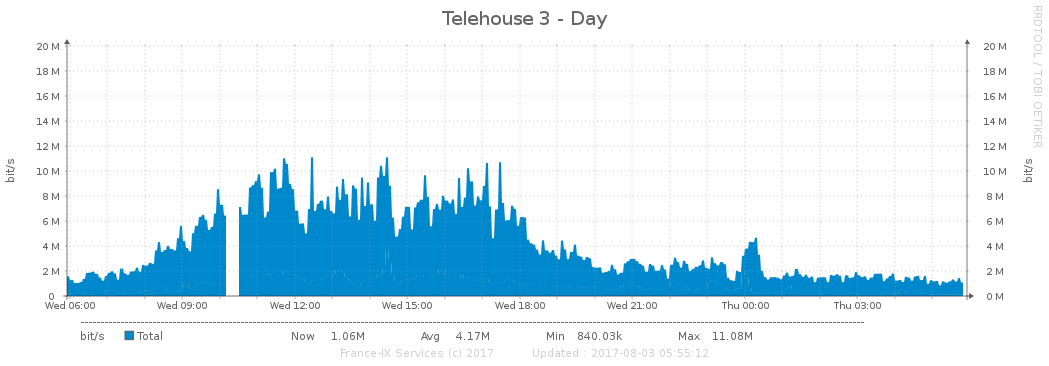 Telehouse 3 - Day
RRDTOOL / TOBI OETIKER
bit/s
bit/s
20 M 20 M
18 M 18 M
16 M 16 M
14 M 14 M
12 M 12 M
10 M 10 M
8 M 8 M
6 M 6 M
4 M 4 M
2 M 2 M
0 0 M
Wed 06:00 Wed 09:00 Wed 12:00 Wed 15:00 Wed 18:00 Wed 21:00 Thu 00:00 Thu 03:00
bit/s Total Now 1.06M Avg 4.17M Min 840.03k Max 11.08M
France-IX Services (c) 2017 Updated : 2017-08-03 05:55:12